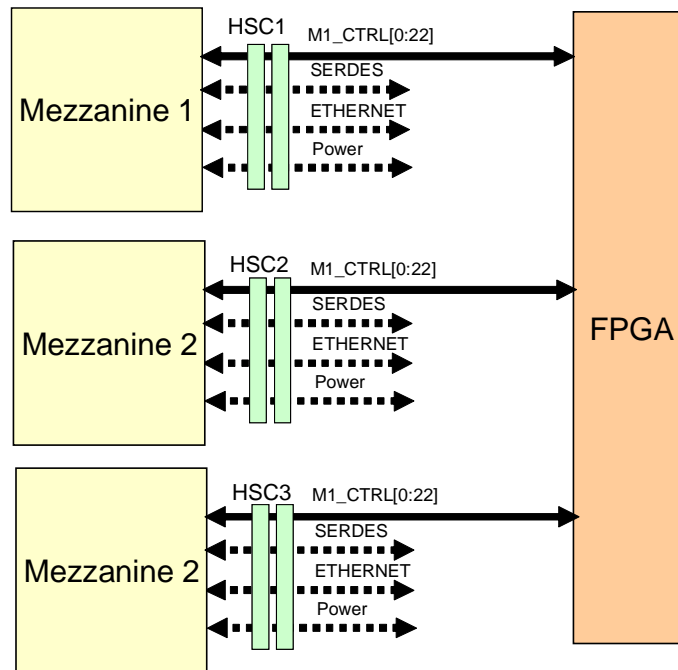 HSC1
M1_CTRL[0:22]
SERDES
Mezzanine 1
ETHERNET
Power
HSC2
M1_CTRL[0:22]
SERDES
Mezzanine 2
ETHERNET
Power
FPGA
HSC3
M1_CTRL[0:22]
SERDES
Mezzanine 2
ETHERNET
Power